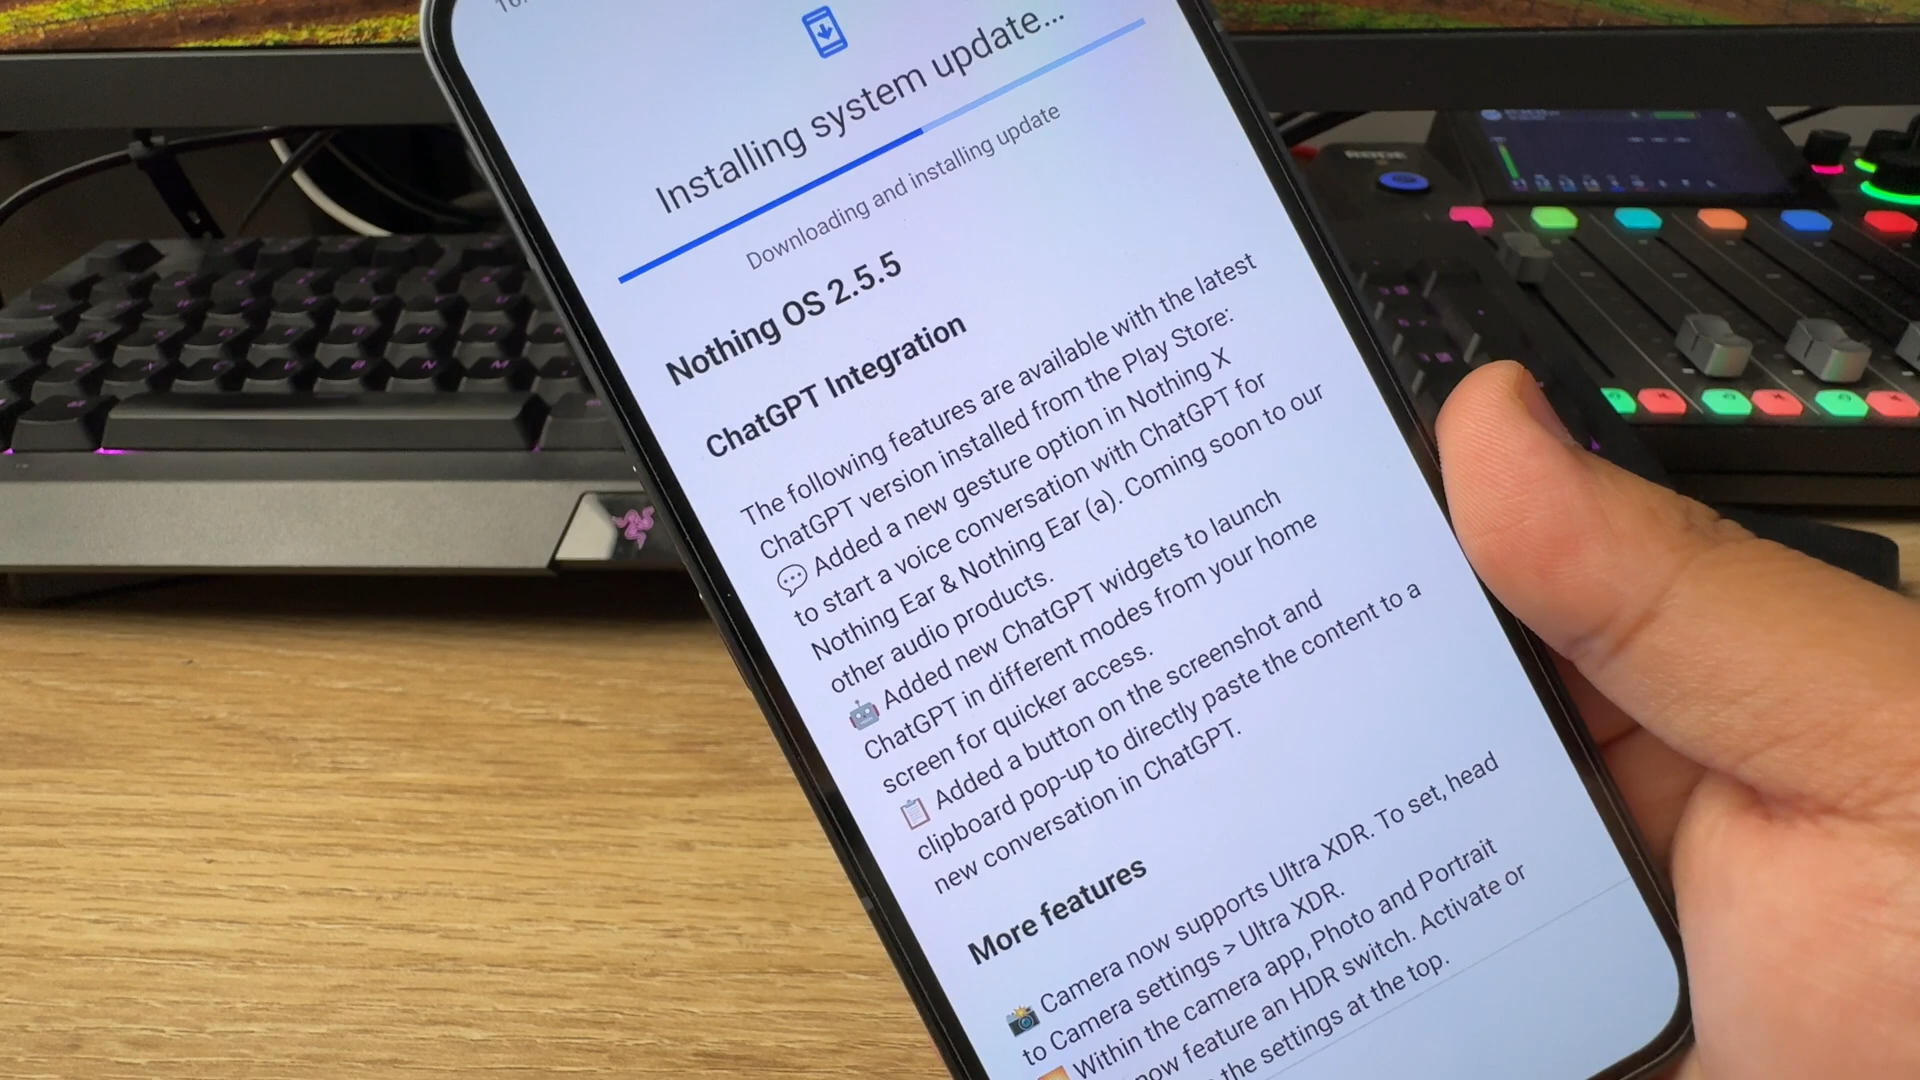 Installing system update...
Downloading and installing update
Nothing OS 2.5.5
ChatGPT Integration
The following features are available with the latest
ChatGPT version installed from the Play Store:
💬 Added a new gesture option in Nothing X
to start a voice conversation with ChatGPT for
Nothing Ear & Nothing Ear (a). Coming soon to our
other audio products.
🤖 Added new ChatGPT widgets to launch
ChatGPT in different modes from your home
screen for quicker access.
📋 Added a button on the screenshot and
clipboard pop-up to directly paste the content to a
new conversation in ChatGPT.
More features
📸 Camera now supports Ultra XDR. To set, head
to Camera settings > Ultra XDR.
Within the camera app, Photo and Portrait
now feature an HDR switch. Activate or
the settings at the top.
RODE